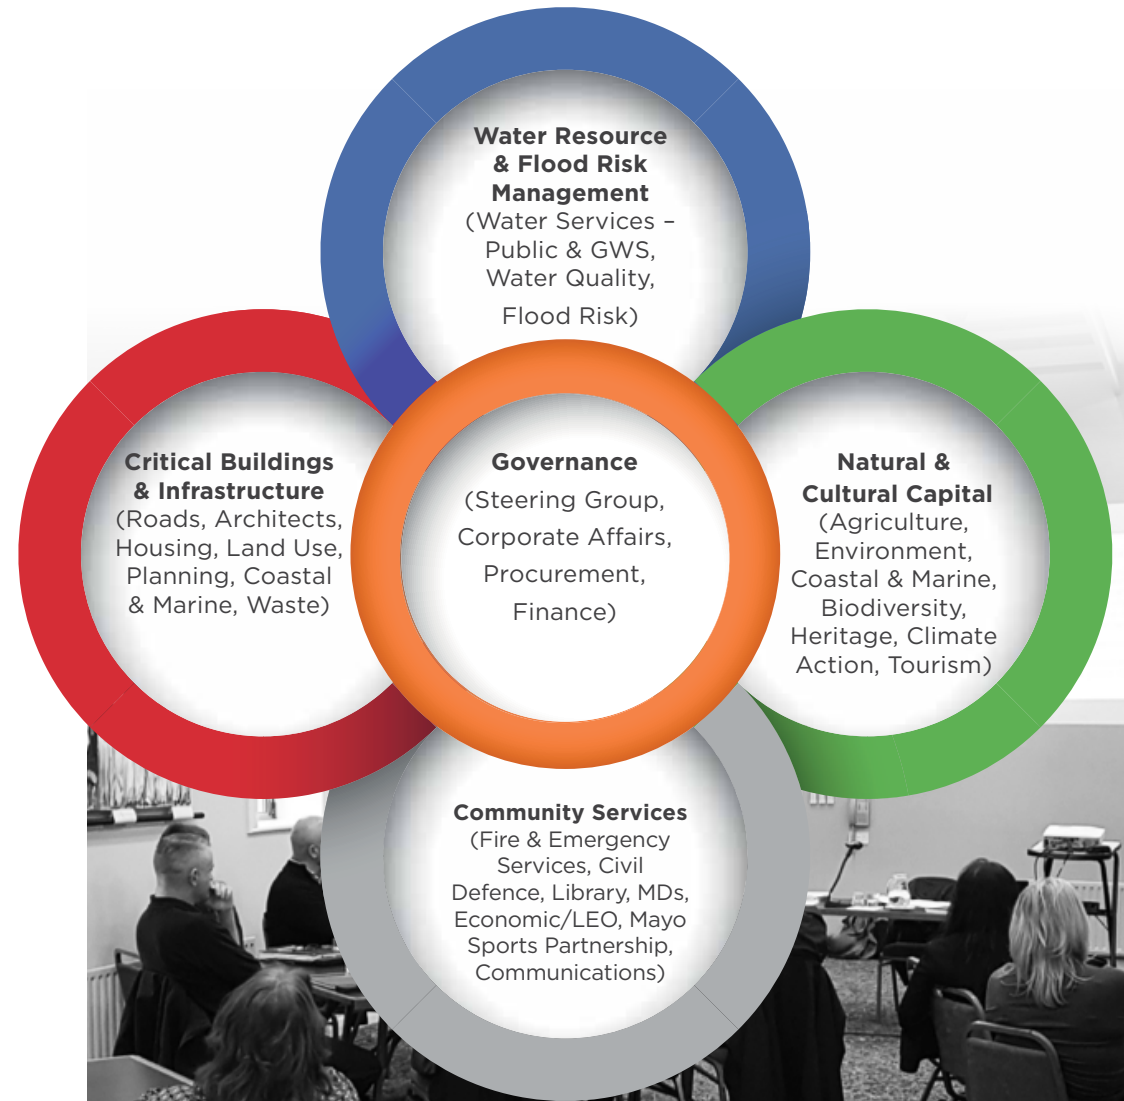 Water Resource
& Flood Risk
Management
(Water Services –
Public & GWS,
Water Quality,
Flood Risk)
Critical Buildings
& Infrastructure
(Roads, Architects,
Housing, Land Use,
Planning, Coastal
& Marine, Waste)
Governance
(Steering Group,
Corporate Affairs,
Procurement,
Finance)
Natural &
Cultural Capital
(Agriculture,
Environment,
Coastal & Marine,
Biodiversity,
Heritage, Climate
Action, Tourism)
Community Services
(Fire & Emergency
Services, Civil
Defence, Library, MDs,
Economic/LEO, Mayo
Sports Partnership,
Communications)